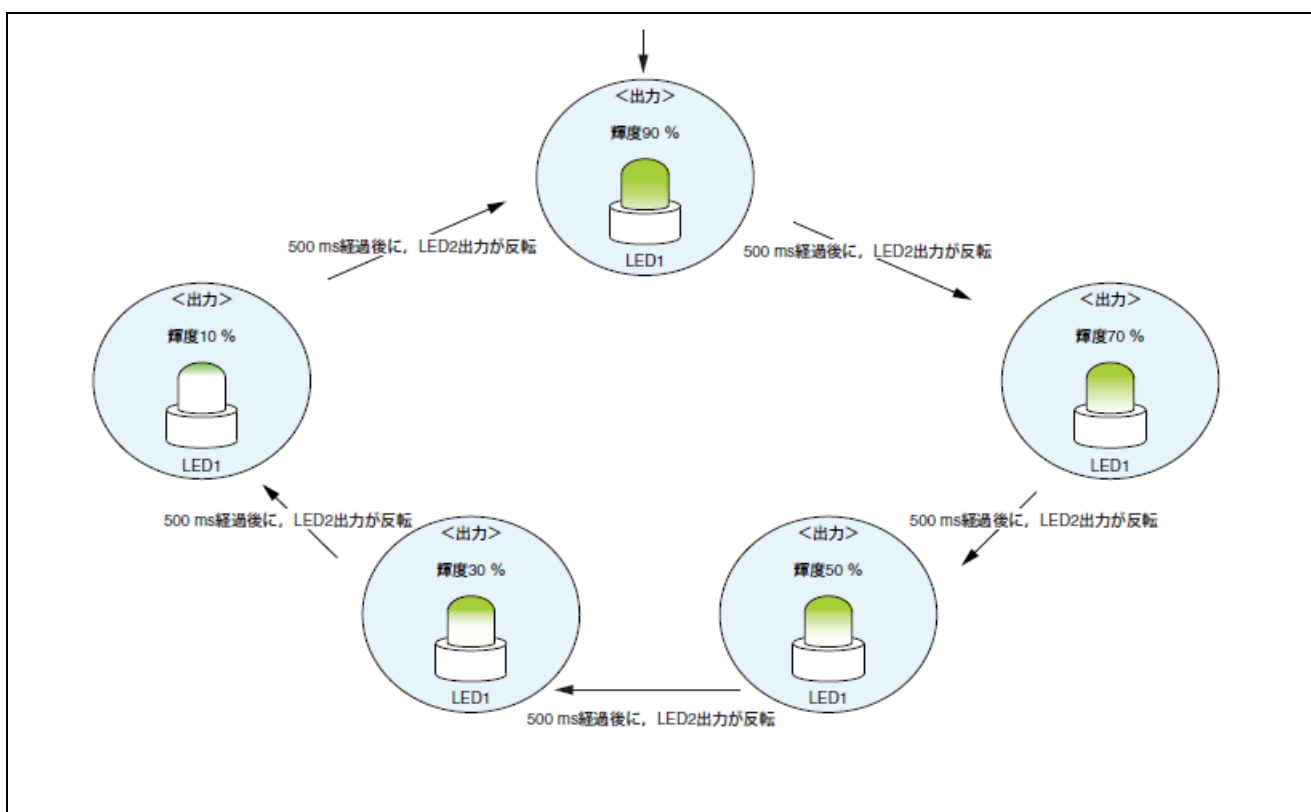 ＜出力＞
輝度90 %
LED1
500 ms経過後に，LED2出力が反転
500 ms経過後に，LED2出力が反転
＜出力＞
輝度10 %
LED1
＜出力＞
輝度70 %
LED1
500 ms経過後に，LED2出力が反転
500 ms経過後に，LED2出力が反転
＜出力＞
輝度30 %
LED1
＜出力＞
輝度50 %
LED1
500 ms経過後に，LED2出力が反転